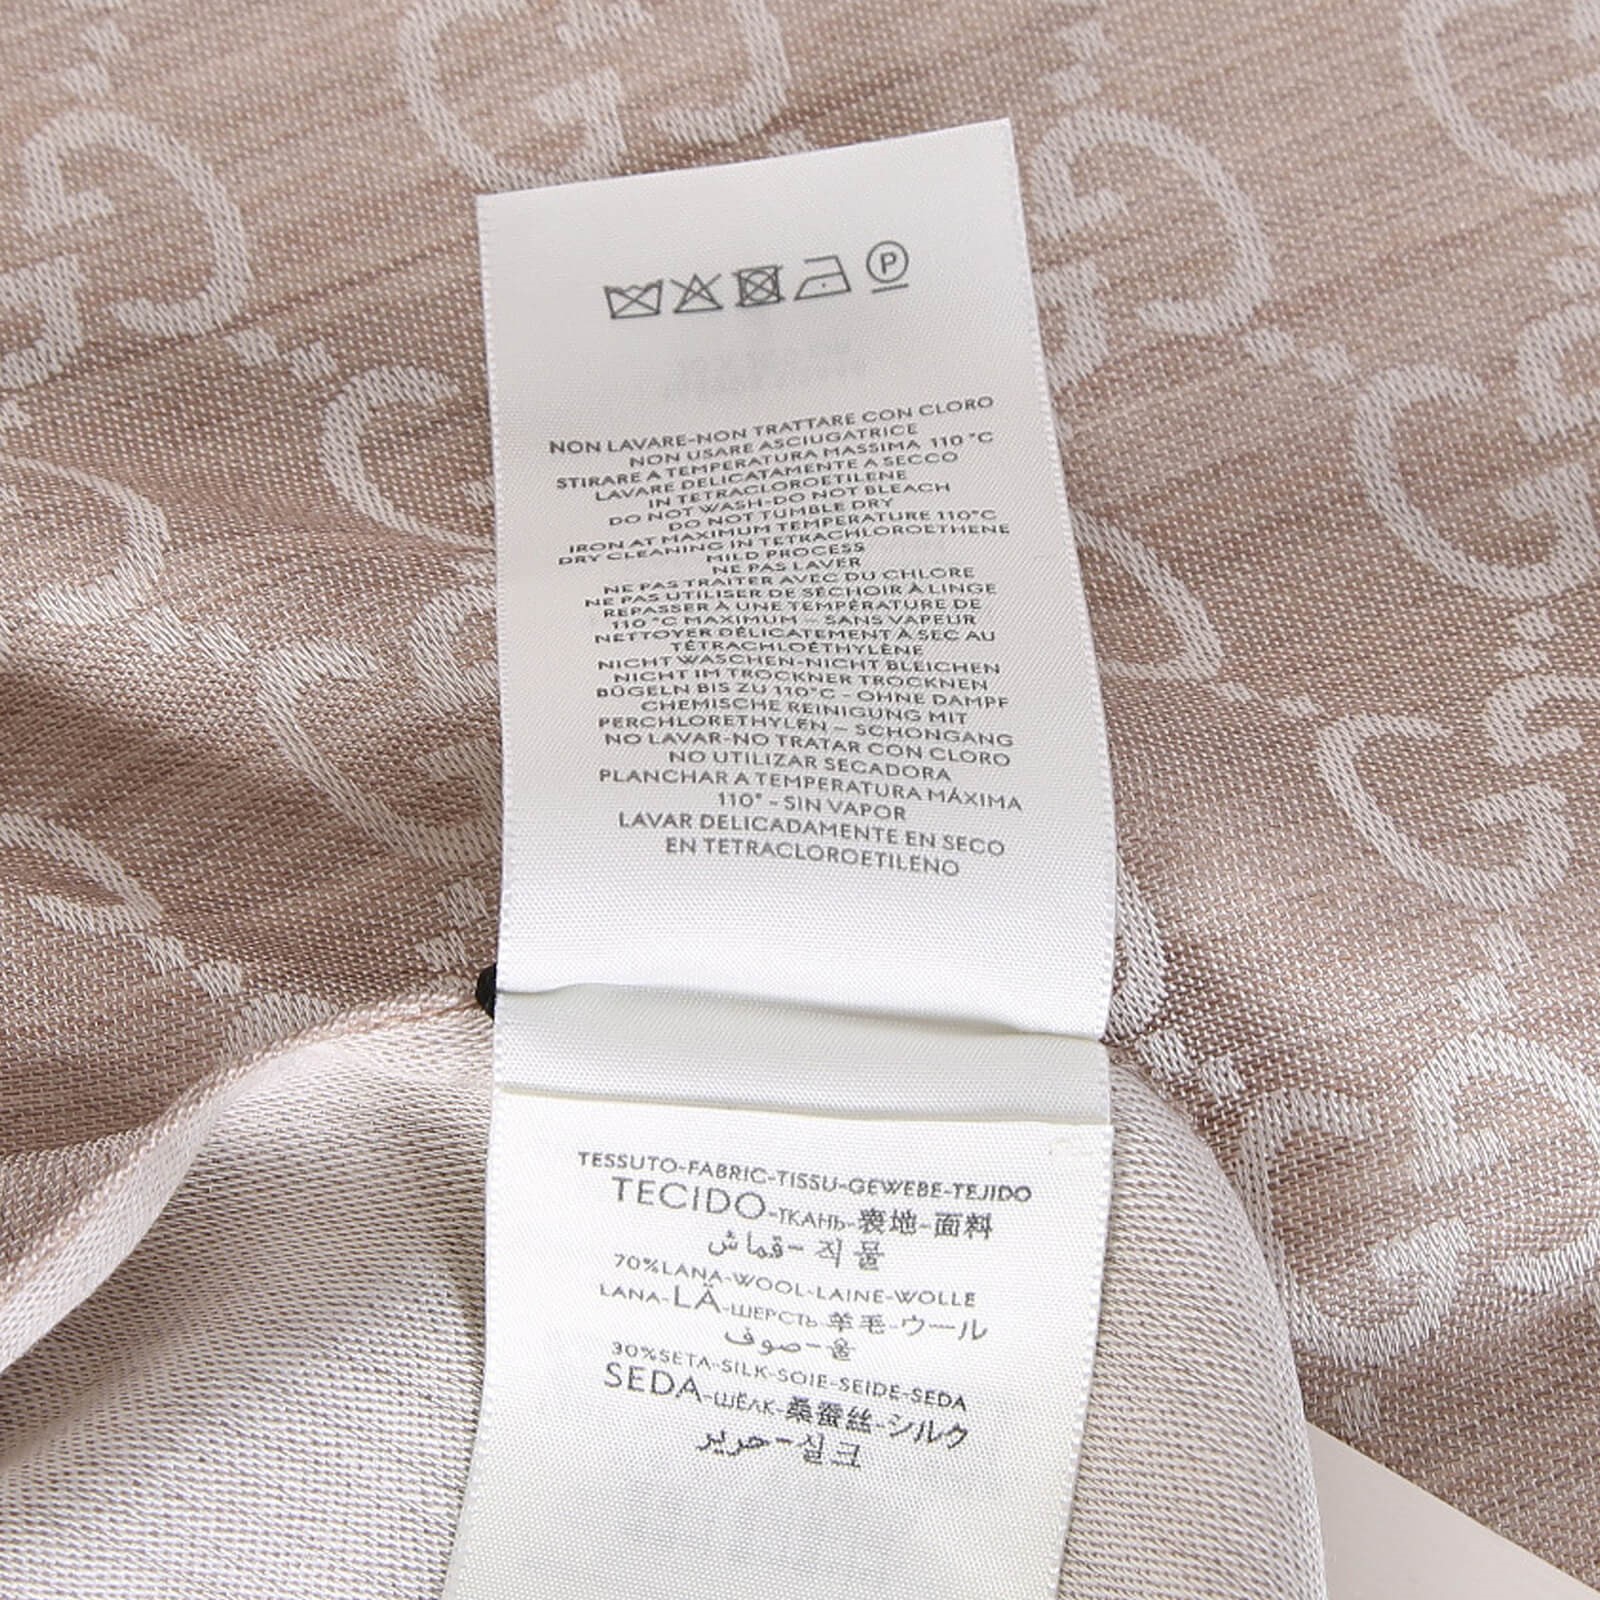 P
NON LAVARE-NON TRATTARE CON CLORO
NON USARE ASCIUGATRICE
STIRARE A TEMPERATURA MASSIMA 110 °C
LAVARE DELICATAMENTE A SECCO
IN TETRACLOROETILENE
DO NOT WASH-DO NOT BLEACH
DO NOT TUMBLE DRY
IRON AT MAXIMUM TEMPERATURE 110°C
DRY CLEANING IN TETRACHLOROETHENE
MILD PROCESS
NE PAS LAVER
NE PAS TRAITER AVEC DU CHLORE
NE PAS UTILISER DE SÉCHOIR À LINGE
REPASSER À UNE TEMPÉRATURE DE
110 °C MAXIMUM – SANS VAPEUR
NETTOYER DÉLICATEMENT À SEC AU
TÉTRACHLOÉTHYLÈNE
NICHT WASCHEN-NICHT BLEICHEN
NICHT IM TROCKNER TROCKNEN
BÜGELN BIS ZU 110°C - OHNE DAMPF
CHEMISCHE REINIGUNG MIT
PERCHLORETHYLEN – SCHONGANG
NO LAVAR-NO TRATAR CON CLORO
NO UTILIZAR SECADORA
PLANCHAR A TEMPERATURA MÁXIMA
110° - SIN VAPOR
LAVAR DELICADAMENTE EN SECO
EN TETRACLOROETILENO
TESSUTO-FABRIC-TISSU-GEWEBE-TEJIDO
TECIDO-ТКАНЬ-表地-面料
قماش-직물
70%LANA-WOOL-LAINE-WOLLE
LANA-LÃ-ШЕРСТЬ-羊毛-ウール
صوف-울
30%SETA-SILK-SOIE-SEIDE-SEDA
SEDA-ШЁЛК-桑蚕丝-シルク
حرير-실크